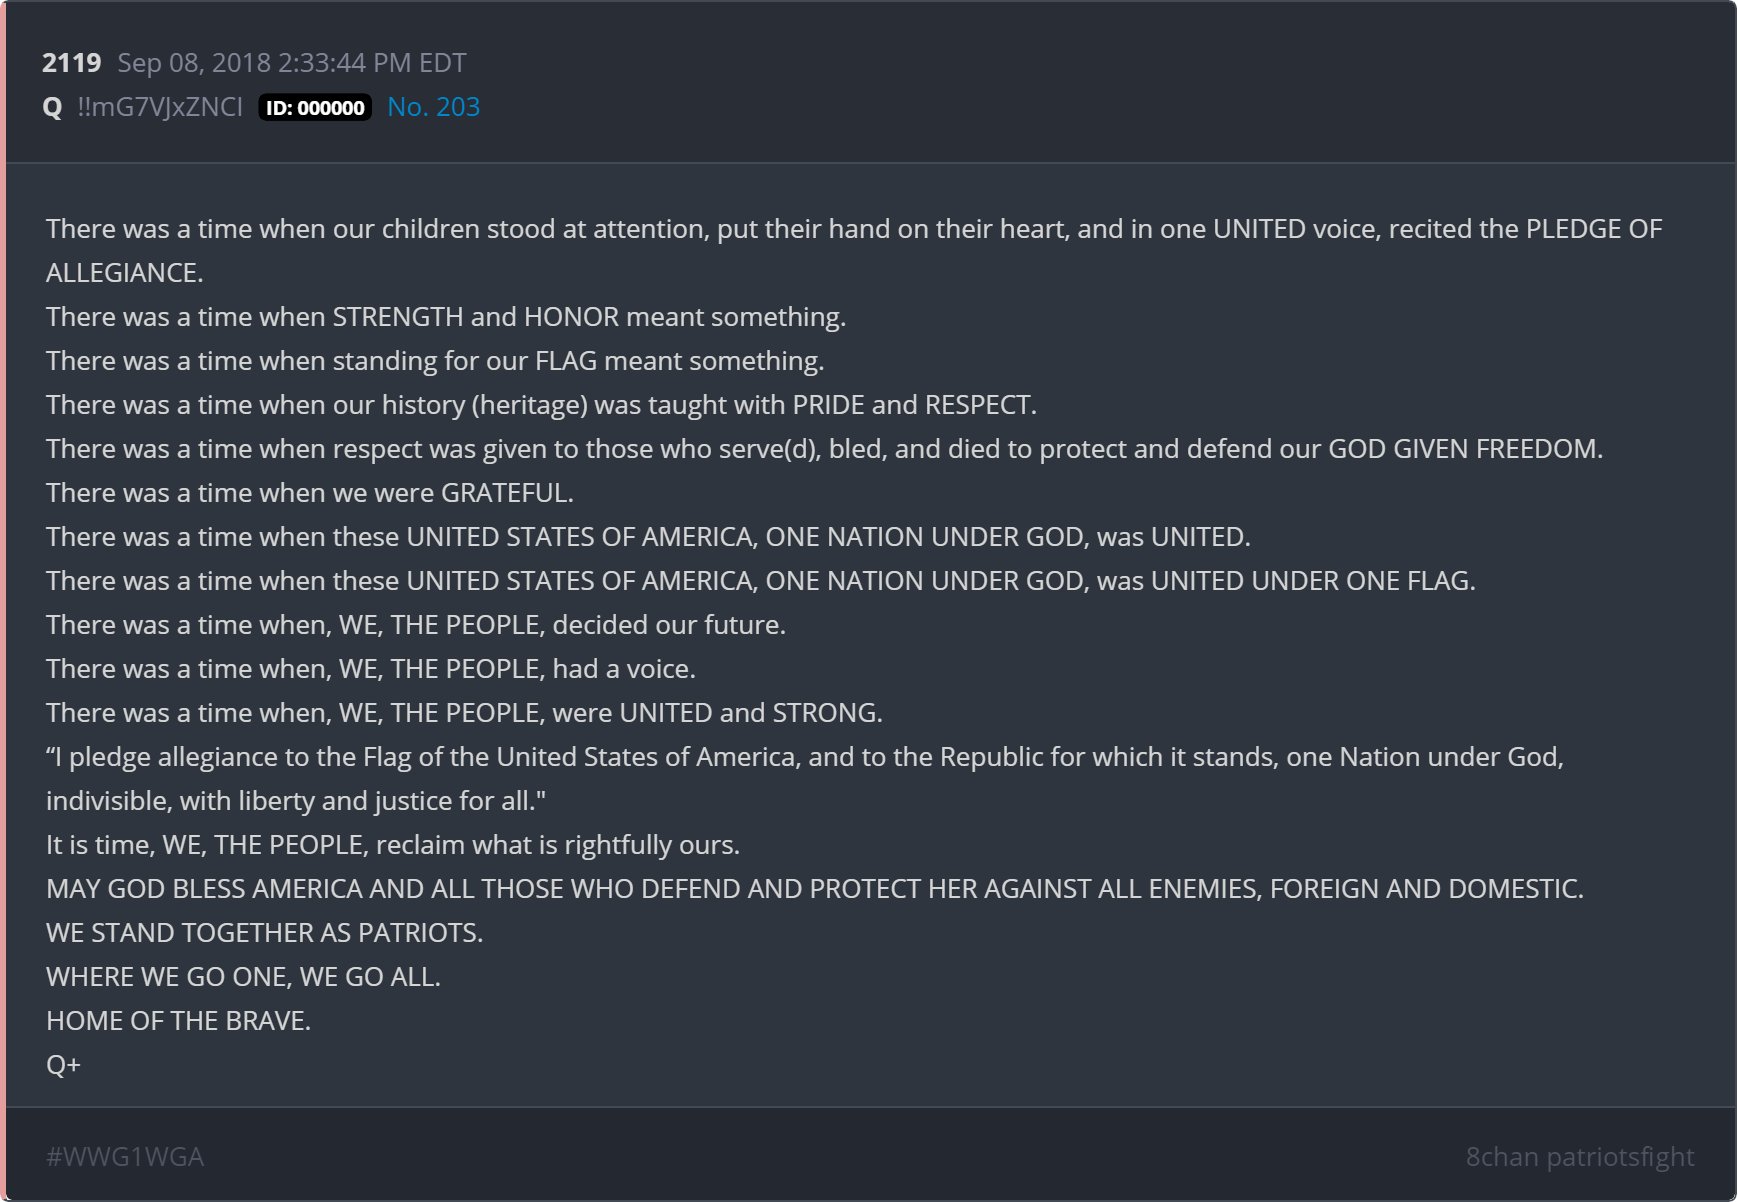 2119 Sep 08, 2018 2:33:44 PM EDT
Q !!mG7VJxZNCI ID: 000000 No. 203
There was a time when our children stood at attention, put their hand on their heart, and in one UNITED voice, recited the PLEDGE OF
ALLEGIANCE.
There was a time when STRENGTH and HONOR meant something.
There was a time when standing for our FLAG meant something.
There was a time when our history (heritage) was taught with PRIDE and RESPECT.
There was a time when respect was given to those who serve(d), bled, and died to protect and defend our GOD GIVEN FREEDOM.
There was a time when we were GRATEFUL.
There was a time when these UNITED STATES OF AMERICA, ONE NATION UNDER GOD, was UNITED.
There was a time when these UNITED STATES OF AMERICA, ONE NATION UNDER GOD, was UNITED UNDER ONE FLAG.
There was a time when, WE, THE PEOPLE, decided our future.
There was a time when, WE, THE PEOPLE, had a voice.
There was a time when, WE, THE PEOPLE, were UNITED and STRONG.
“I pledge allegiance to the Flag of the United States of America, and to the Republic for which it stands, one Nation under God,
indivisible, with liberty and justice for all."
It is time, WE, THE PEOPLE, reclaim what is rightfully ours.
MAY GOD BLESS AMERICA AND ALL THOSE WHO DEFEND AND PROTECT HER AGAINST ALL ENEMIES, FOREIGN AND DOMESTIC.
WE STAND TOGETHER AS PATRIOTS.
WHERE WE GO ONE, WE GO ALL.
HOME OF THE BRAVE.
Q+
#WWG1WGA 8chan patriotsfight